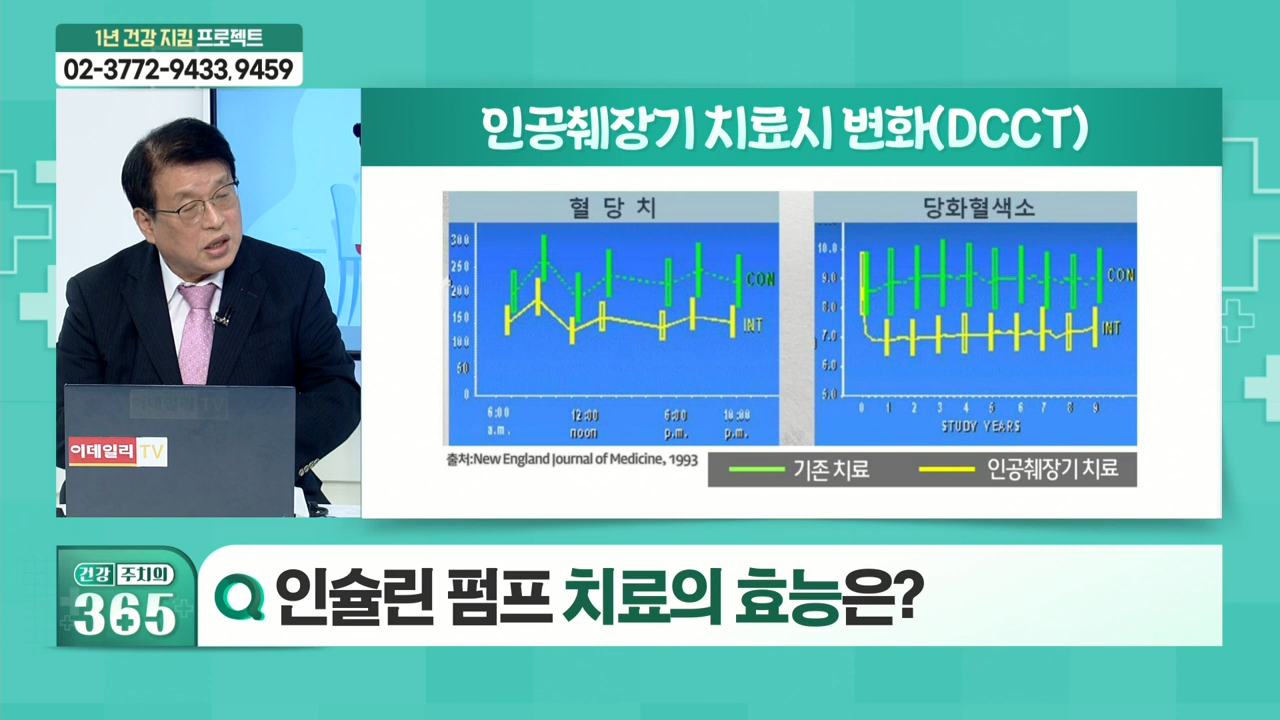 1년 건강 지킴 프로젝트
02-3772-9433, 9459
인공췌장기 치료시 변화(DCCT)
혈 당 치
300
250
200
150
100
50
0
CON
INT
6:00 a.m.
12:00 noon
6:00 p.m.
10:00 p.m.
당화혈색소
10.0
9.0
8.0
7.0
6.0
5.0
CON
INT
0 1 2 3 4 5 6 7 8 9
STUDY YEARS
출처:New England Journal of Medicine, 1993
기존 치료
인공췌장기 치료
이데일리 TV
건강 주치의
365
Q 인슐린 펌프 치료의 효능은?